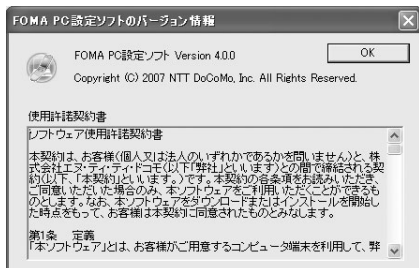 FOMA PC設定ソフトのバージョン情報
FOMA PC設定ソフト Version 4.0.0
OK
Copyright (C) 2007 NTT DoCoMo, Inc. All Rights Reserved.
使用許諾契約書
ソフトウェア使用許諾契約書
本契約は、お客様(個人又は法人のいずれかであるかを問いません)と、株
式会社エヌ・ティ・ティ・ドコモ(以下「弊社」といいます)との間で締結される契
約(以下、「本契約」といいます。)です。本契約の各条項をお読みいただき、
ご同意いただいた場合のみ、本ソフトウェアをご利用いただくことができるも
のとします。なお、本ソフトウェアをダウンロードまたはインストールを開始し
た時点をもって、お客様は本契約に同意されたものとみなします。
第1条 定義
「本ソフトウェア」とは、お客様がご用意するコンピュータ端末を利用して、弊